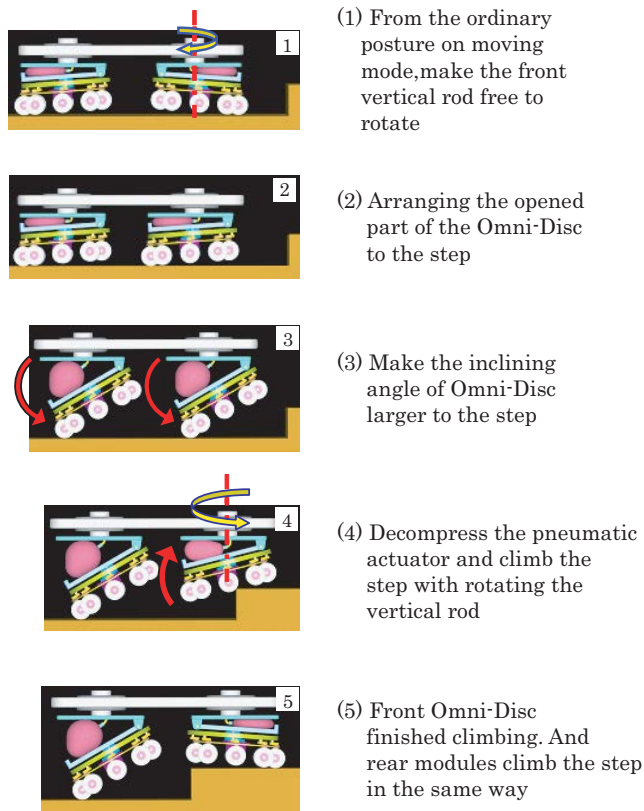 1
(1) From the ordinary
posture on moving
mode,make the front
vertical rod free to
rotate
2
(2) Arranging the opened
part of the Omni-Disc
to the step
3
(3) Make the inclining
angle of Omni-Disc
larger to the step
4
(4) Decompress the pneumatic
actuator and climb the
step with rotating the
vertical rod
5
(5) Front Omni-Disc
finished climbing. And
rear modules climb the step
in the same way